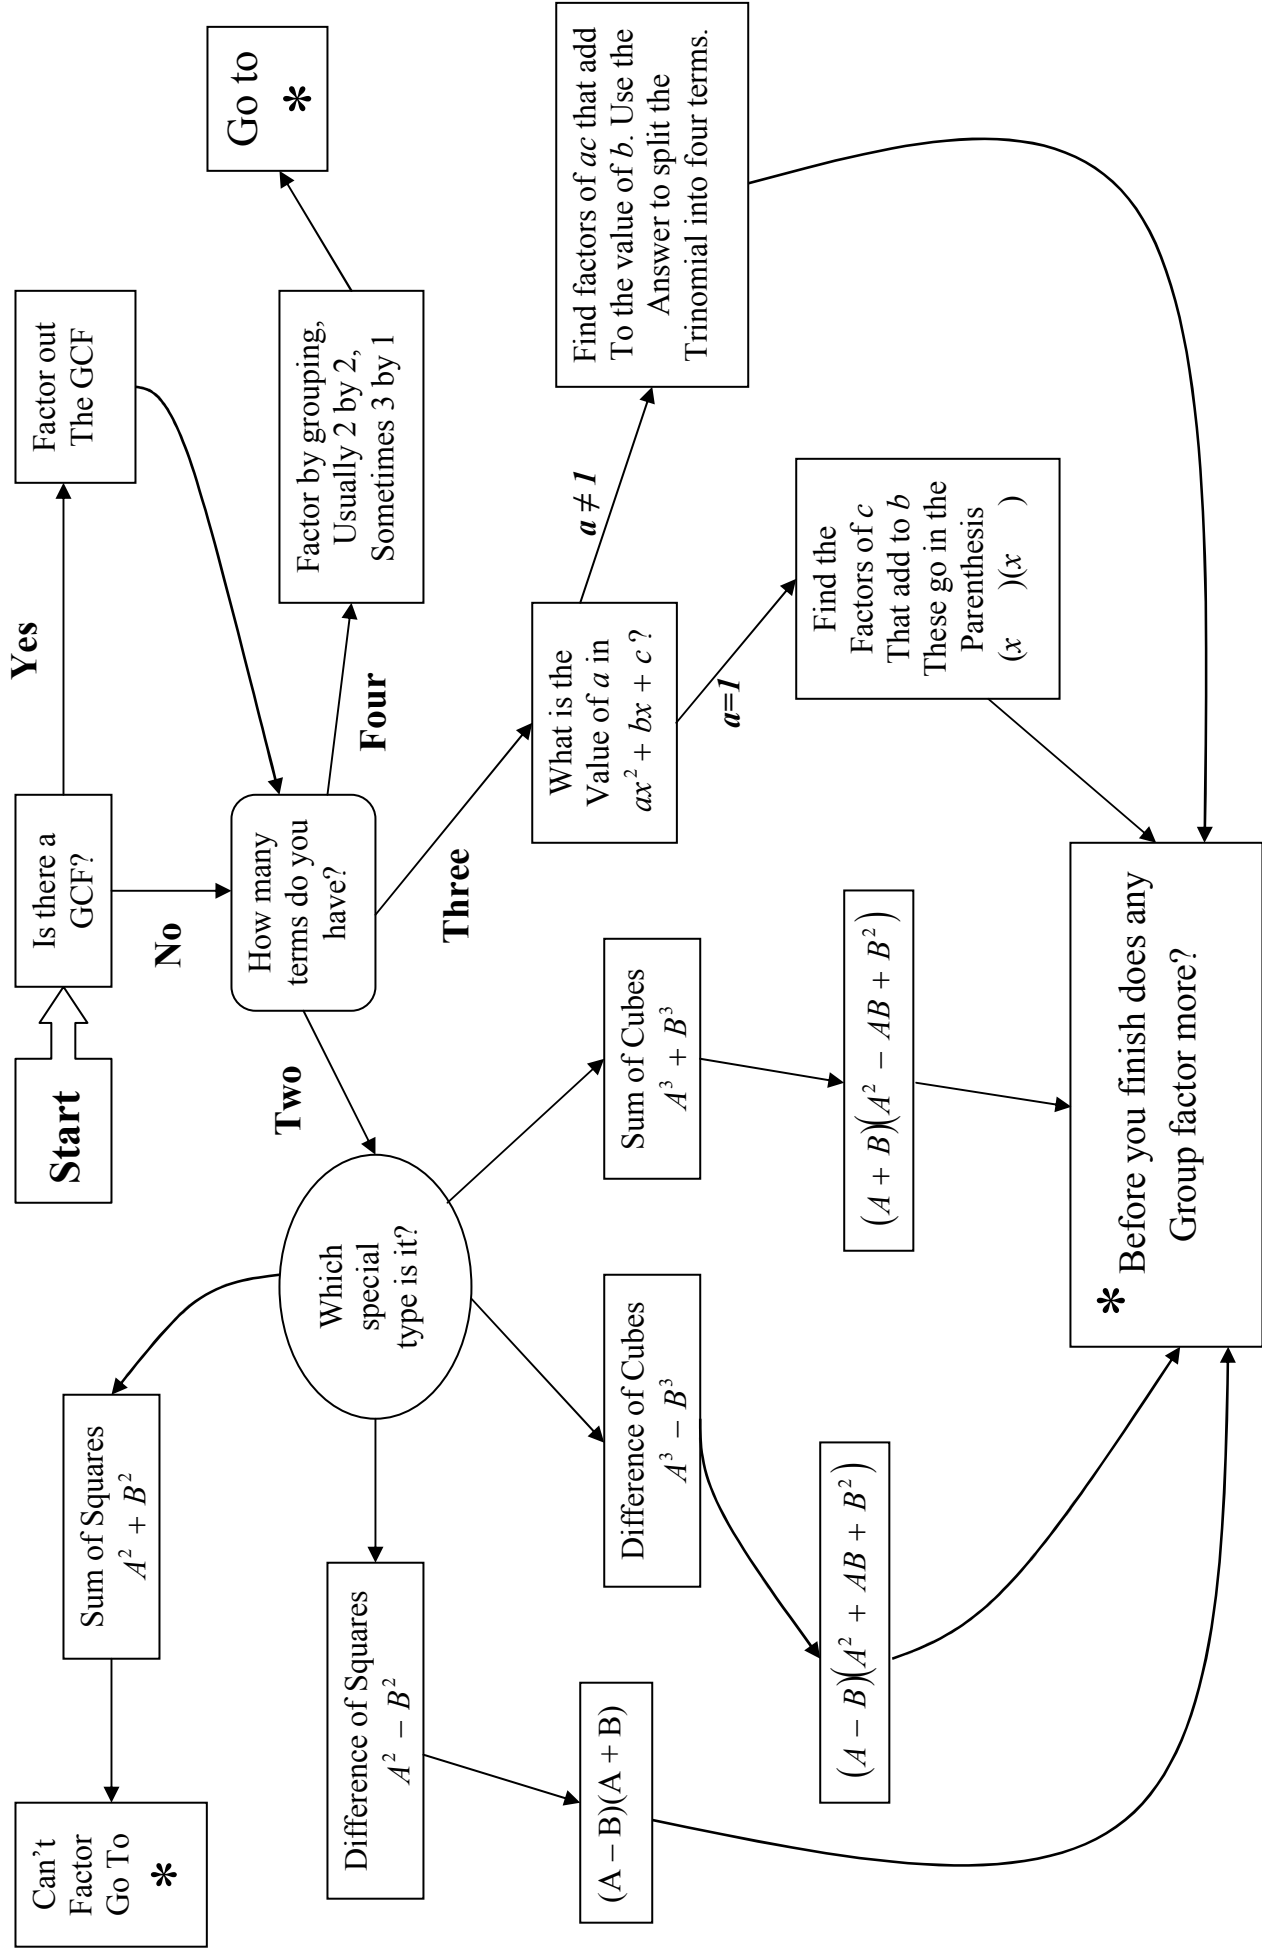 Start
Is there a
GCF?
Yes
Factor out
The GCF
No
How many
terms do you
have?
Four
Factor by grouping,
Usually 2 by 2,
Sometimes 3 by 1
Go to
*
Three
What is the
Value of a in
ax² + bx + c ?
a ≠ 1
Find factors of ac that add
To the value of b. Use the
Answer to split the
Trinomial into four terms.
a=1
Find the
Factors of c
That add to b
These go in the
Parenthesis
(x )(x )
Two
Which
special
type is it?
Sum of Squares
A² + B²
Can't
Factor
Go To
*
Difference of Squares
A² − B²
(A − B)(A + B)
Difference of Cubes
A³ − B³
(A − B)(A² + AB + B²)
Sum of Cubes
A³ + B³
(A + B)(A² − AB + B²)
* Before you finish does any
Group factor more?